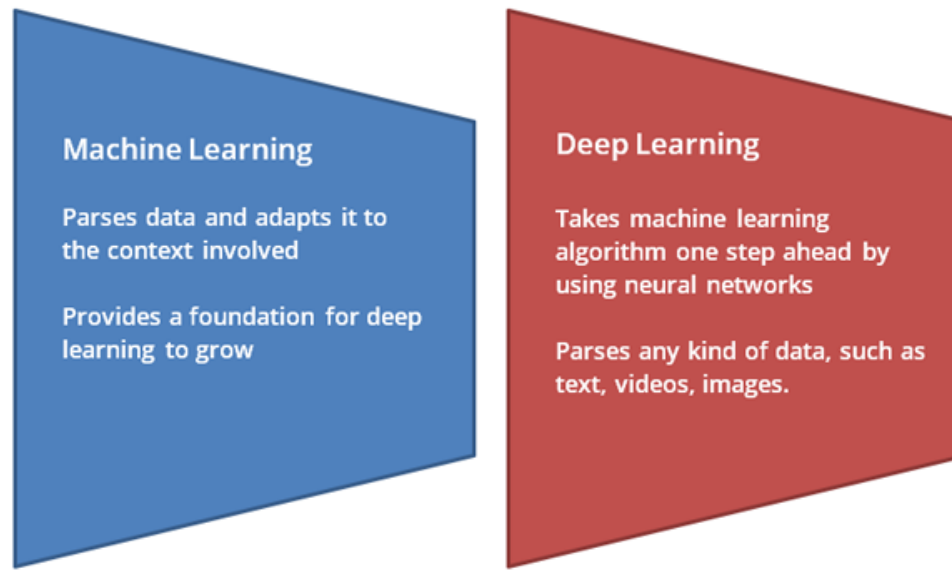 Machine Learning
Parses data and adapts it to
the context involved
Provides a foundation for deep
learning to grow
Deep Learning
Takes machine learning
algorithm one step ahead by
using neural networks
Parses any kind of data, such as
text, videos, images.